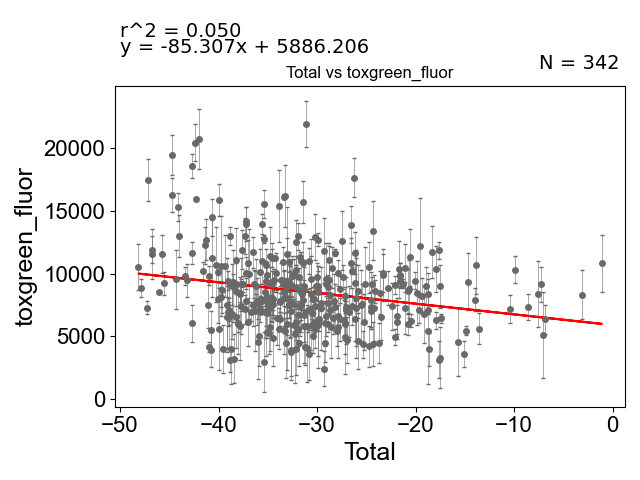 r^2 = 0.050
y = -85.307x + 5886.206
N = 342
Total vs toxgreen_fluor
toxgreen_fluor
20000
15000
10000
5000
0
−50 −40 −30 −20 −10 0
Total